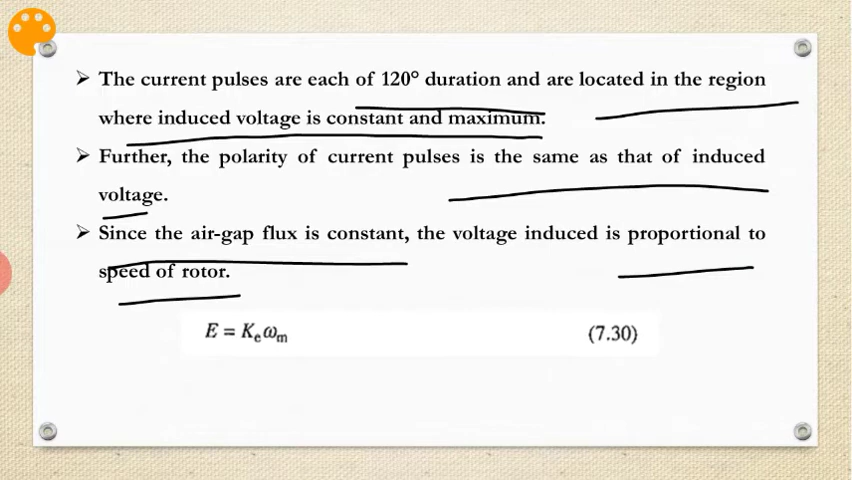 ➢ The current pulses are each of 120° duration and are located in the region
where induced voltage is constant and maximum.
➢ Further, the polarity of current pulses is the same as that of induced
voltage.
➢ Since the air-gap flux is constant, the voltage induced is proportional to
speed of rotor.
E = Kₑωₘ (7.30)